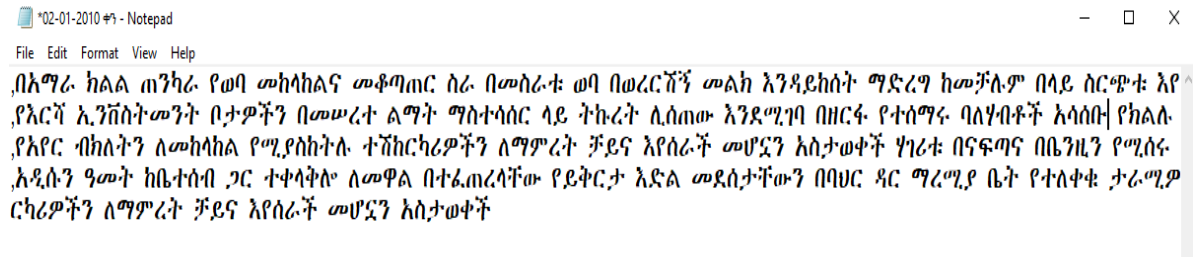 *02-01-2010 ቀን - Notepad
File Edit Format View Help
,በአማራ ክልል ጠንካራ የወባ መከላከልና መቆጣጠር ስራ በመስራቱ ወባ በወረርሽኝ መልክ እንዳይከሰት ማድረግ ከመቻሉም በላይ ስርጭቱ እየ
,የእርሻ ኢንቨስትመንት ቦታዎችን በመሠረተ ልማት ማስተሳሰር ላይ ትኩረት ሊሰጠው እንደሚገባ በዘርፉ የተሰማሩ ባለሃብቶች አሳሰቡ የክልሉ
,የአየር ብክለትን ለመከላከል የሚያስከትሉ ተሽከርካሪዎችን ለማምረት ቻይና እየሰራች መሆኗን አስታወቀች ሃገሪቱ በናፍጣና በቤንዚን የሚሰሩ
,አዲሱን ዓመት ከቤተሰብ ጋር ተቀላቅሎ ለመዋል በተፈጠረላቸው የይቅርታ እድል መደሰታቸውን በባህር ዳር ማረሚያ ቤት የተለቀቁ ታራሚዎ
ርካሪዎችን ለማምረት ቻይና እየሰራች መሆኗን አስታወቀች